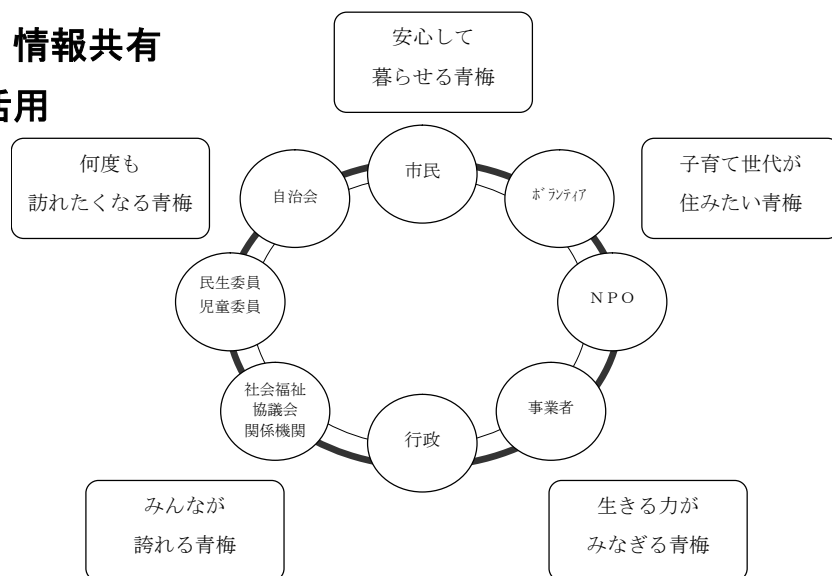 情報共有
活用
安心して
暮らせる青梅
何度も
訪れたくなる青梅
子育て世代が
住みたい青梅
市民
自治会
ﾎﾞﾗﾝﾃｨｱ
民生委員
児童委員
ＮＰＯ
社会福祉
協議会
関係機関
行政
事業者
みんなが
誇れる青梅
生きる力が
みなぎる青梅